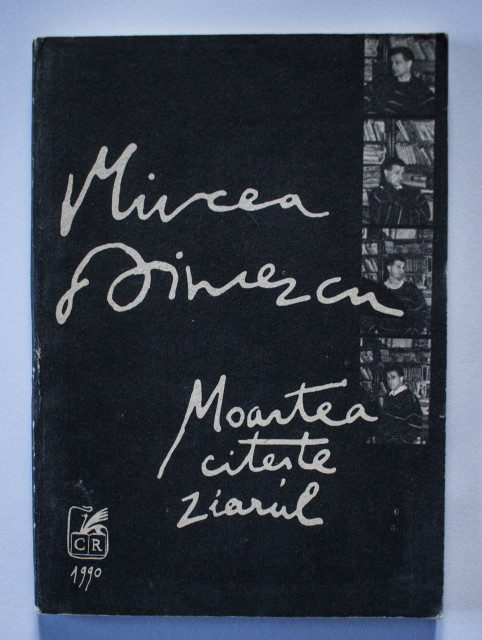 Mircea
Dinescu
Moartea
citește
ziarul
CR
1990